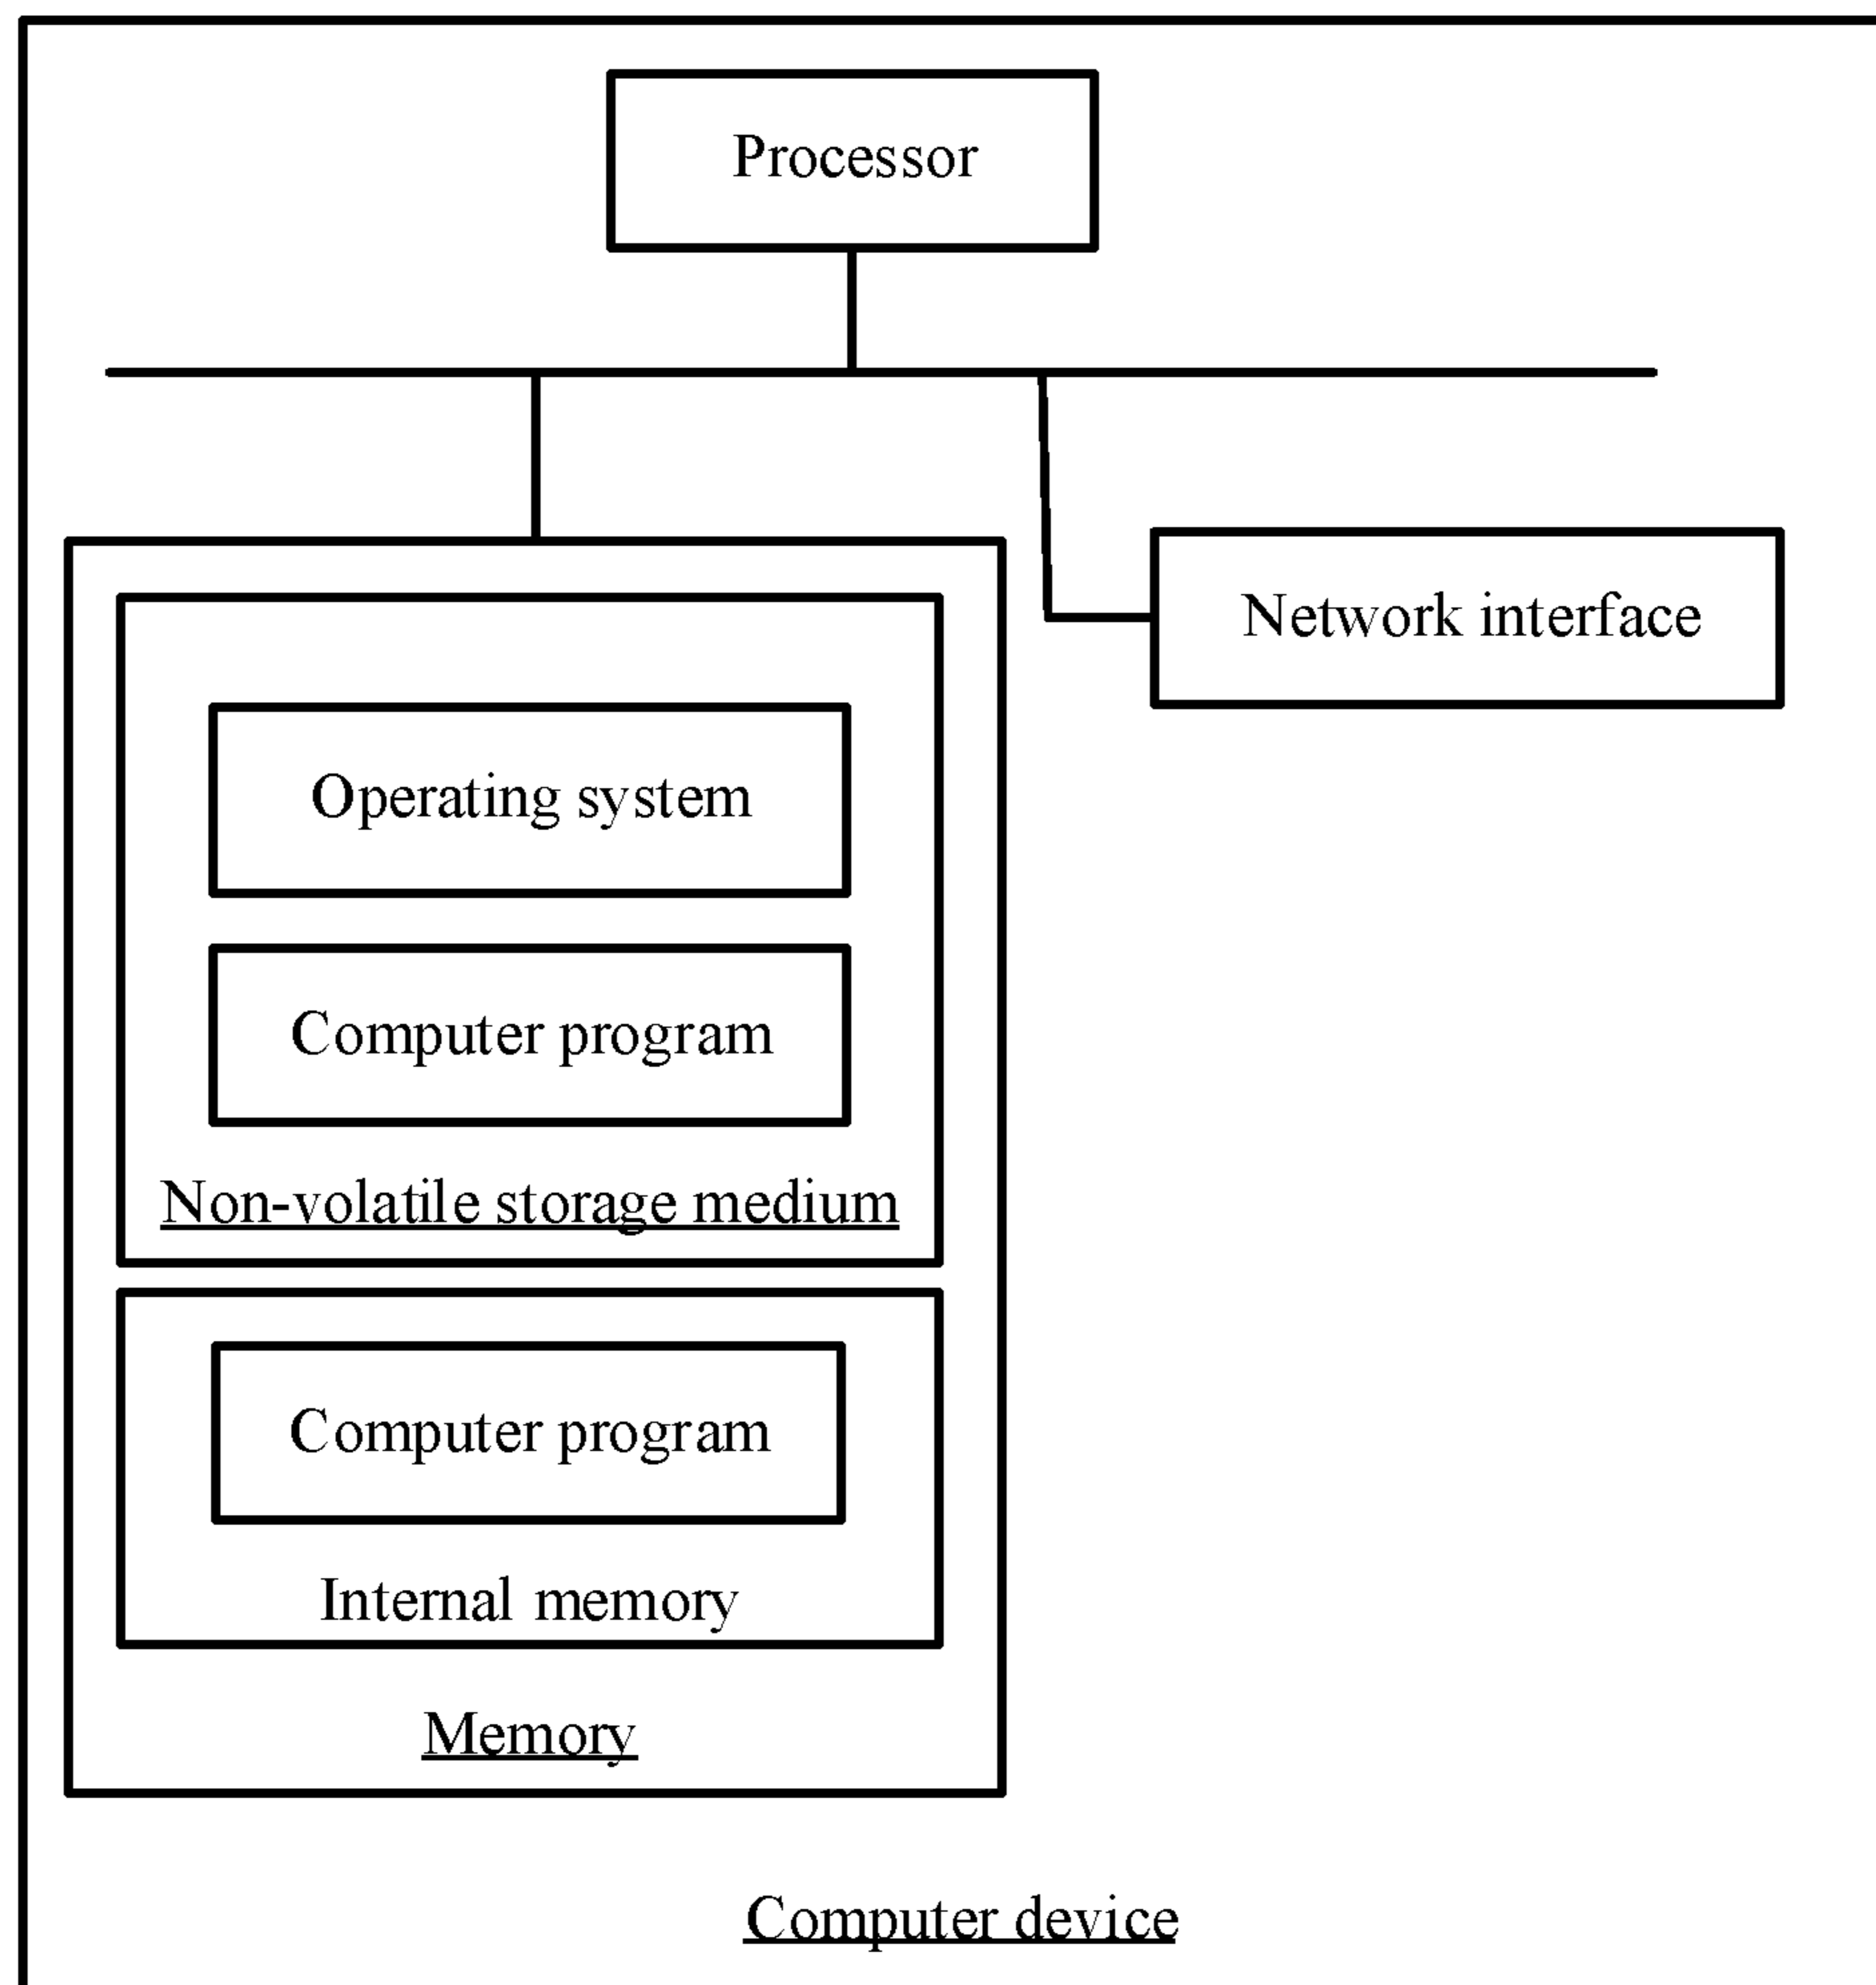 Processor
Network interface
Operating system
Computer program
Non-volatile storage medium
Computer program
Internal memory
Memory
Computer device